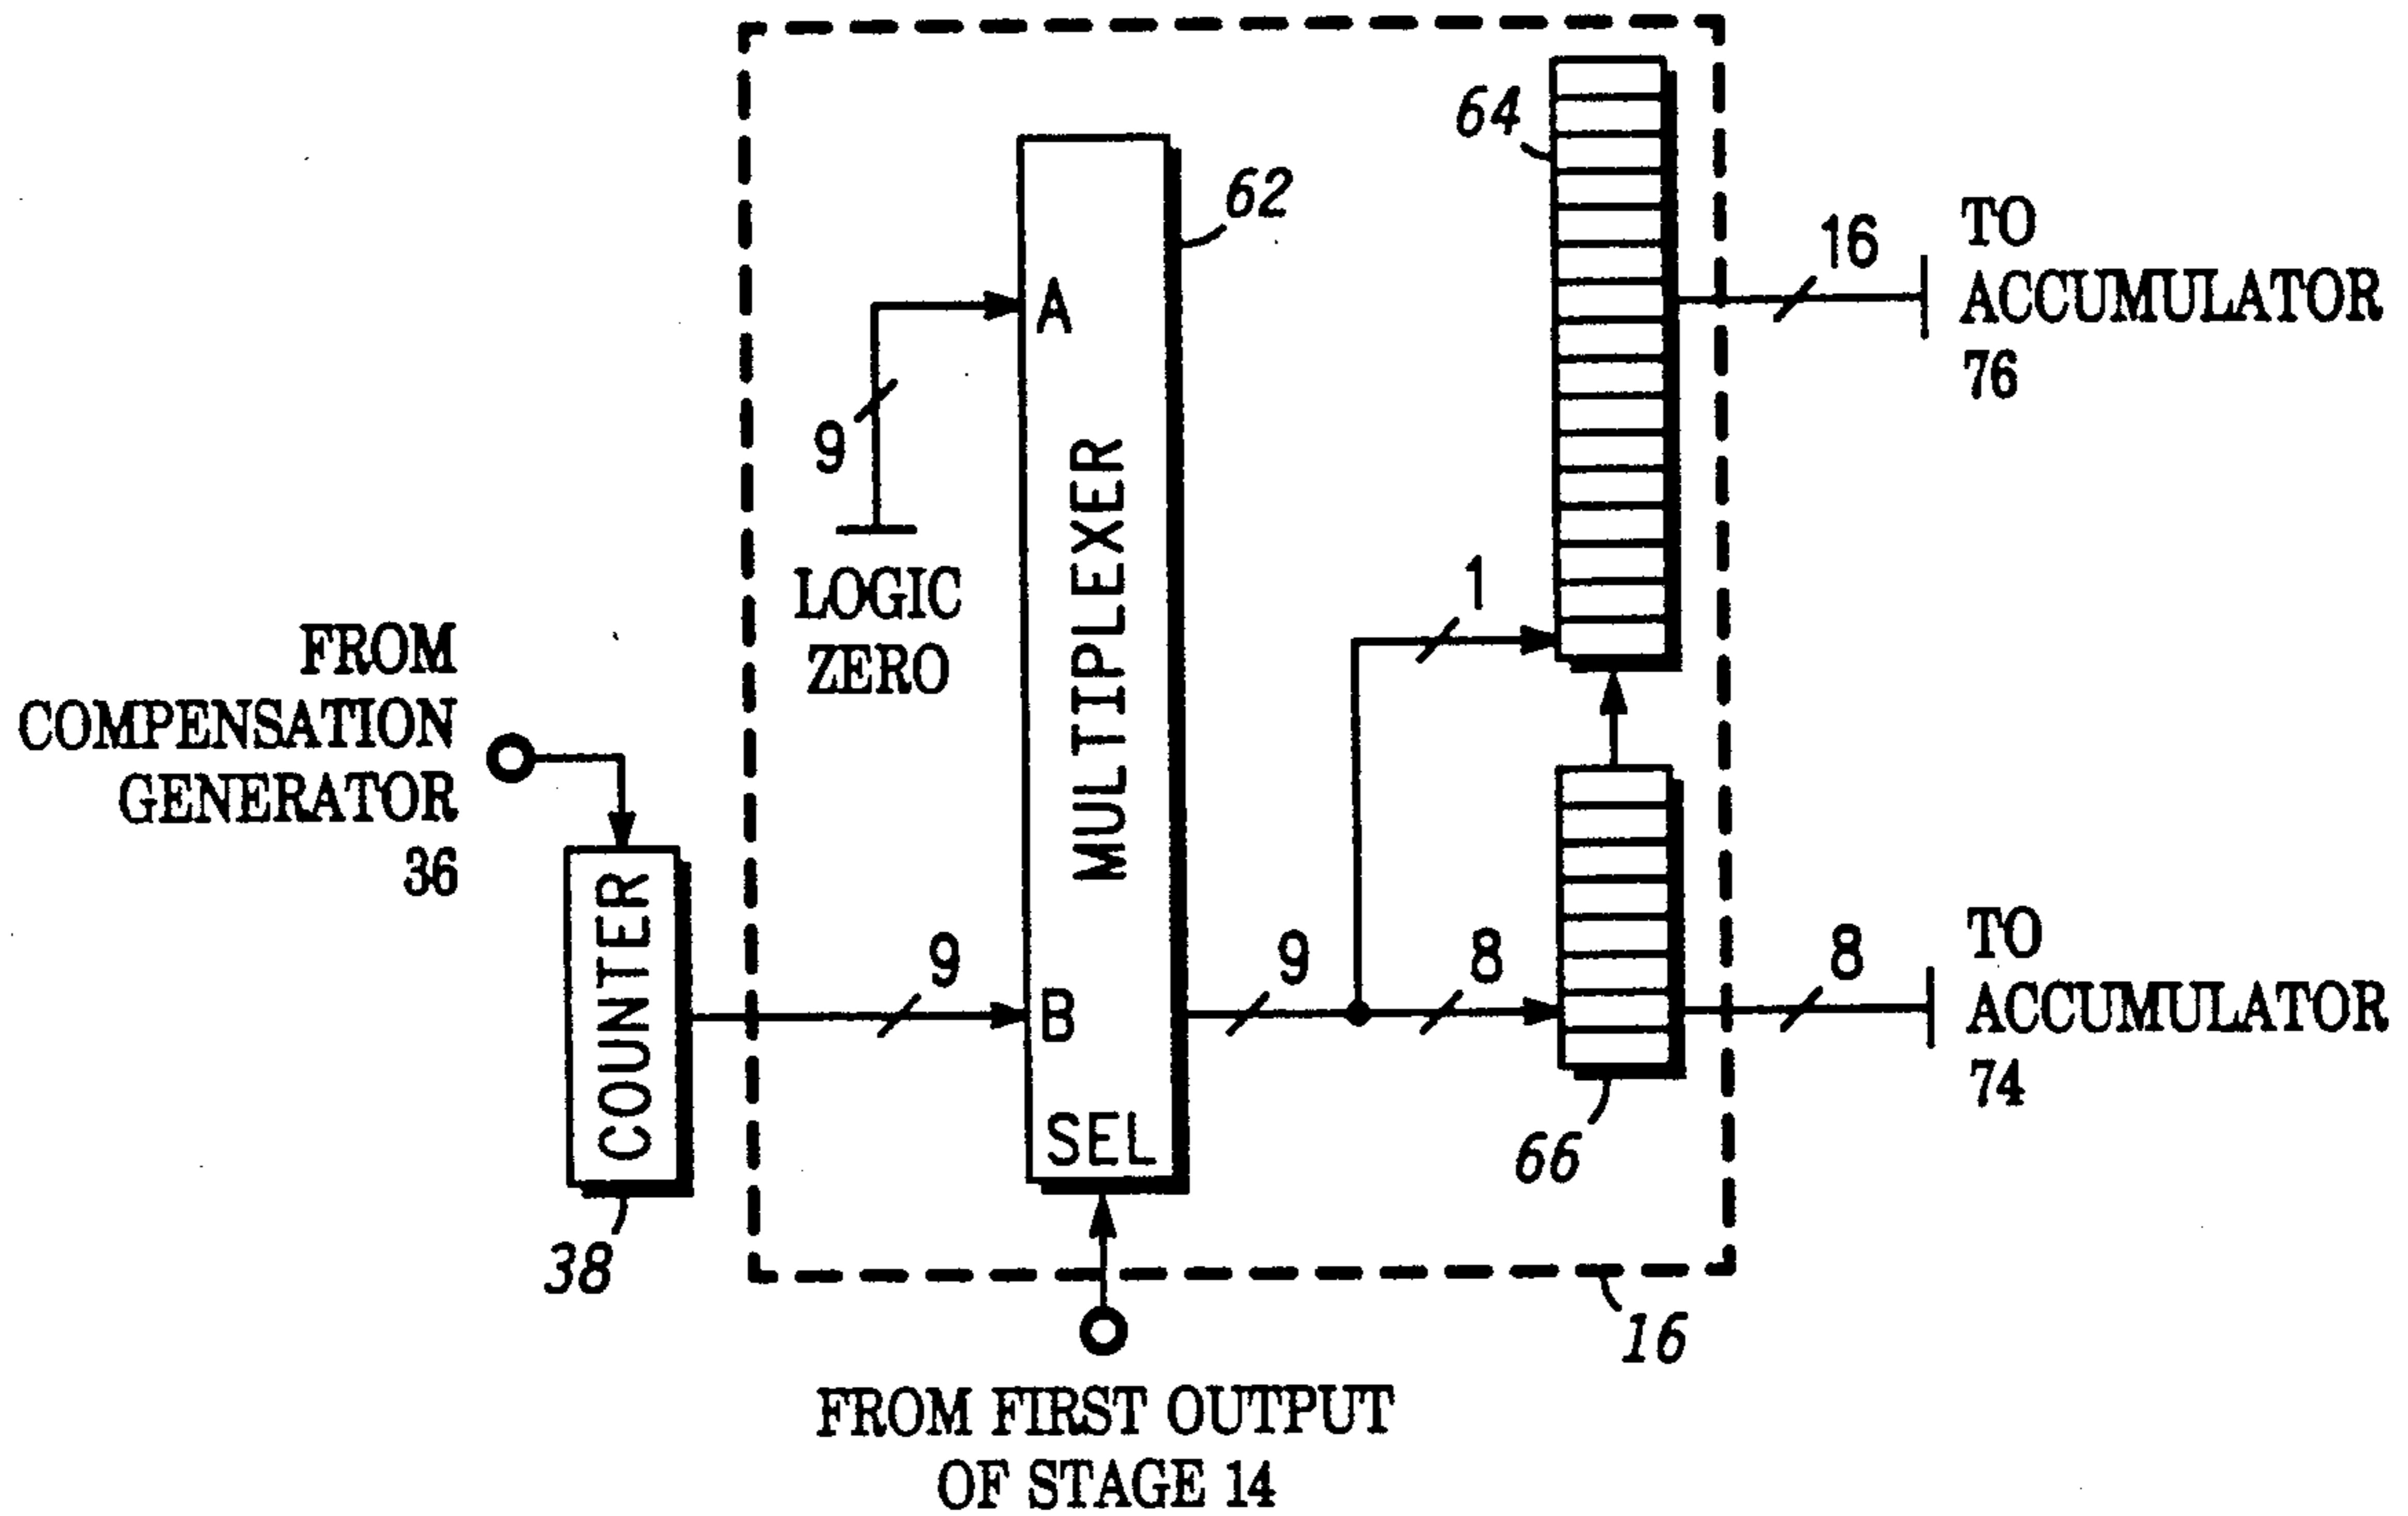 64
62
16
TO
ACCUMULATOR
76
A
9
LOGIC
ZERO
MULTIPLEXER
1
FROM
COMPENSATION
GENERATOR
36
COUNTER
38
9
B
SEL
9
8
8
TO
ACCUMULATOR
74
66
16
FROM FIRST OUTPUT
OF STAGE 14